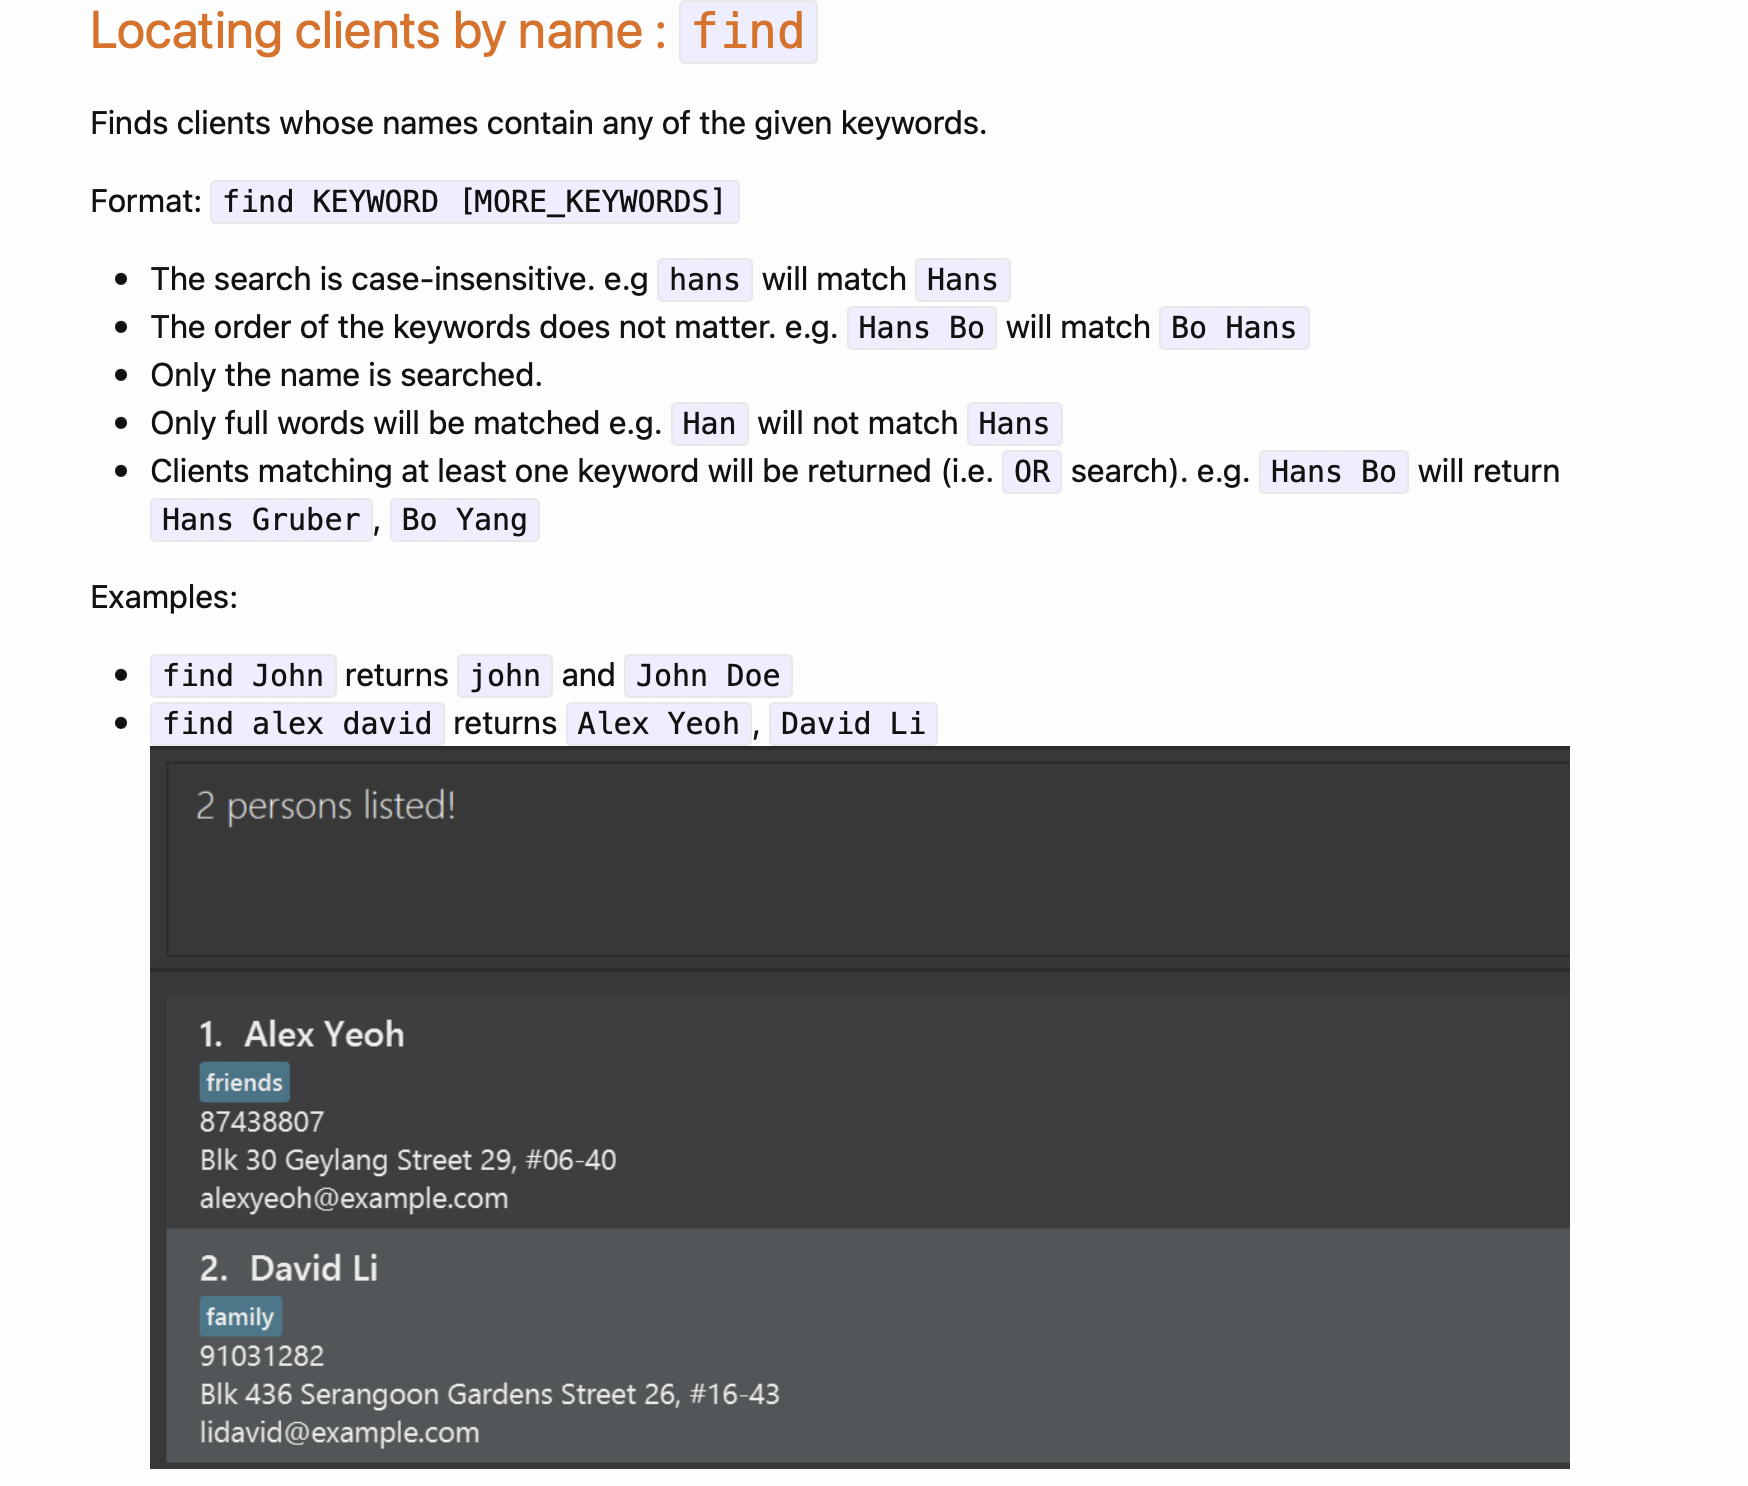 Locating clients by name : find
Finds clients whose names contain any of the given keywords.
Format: find KEYWORD [MORE_KEYWORDS]
• The search is case-insensitive. e.g hans will match Hans
• The order of the keywords does not matter. e.g. Hans Bo will match Bo Hans
• Only the name is searched.
• Only full words will be matched e.g. Han will not match Hans
• Clients matching at least one keyword will be returned (i.e. OR search). e.g. Hans Bo will return
Hans Gruber, Bo Yang
Examples:
• find John returns john and John Doe
• find alex david returns Alex Yeoh, David Li
2 persons listed!
1. Alex Yeoh
friends
87438807
Blk 30 Geylang Street 29, #06-40
alexyeoh@example.com
2. David Li
family
91031282
Blk 436 Serangoon Gardens Street 26, #16-43
lidavid@example.com